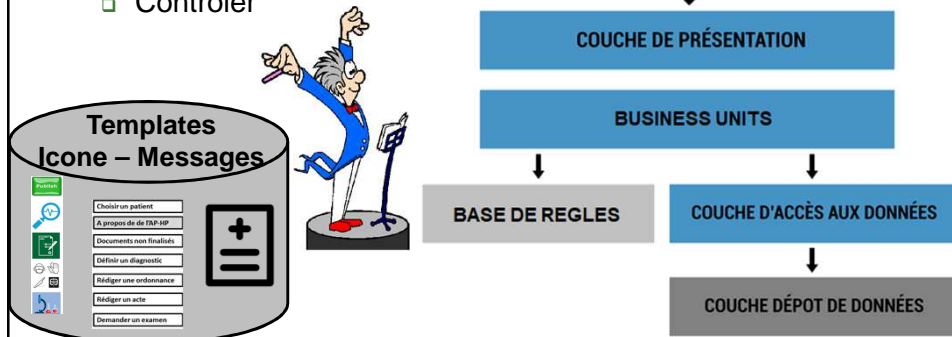 Contrôler
COUCHE DE PRÉSENTATION
BUSINESS UNITS
BASE DE REGLES
COUCHE D'ACCÈS AUX DONNÉES
COUCHE DÉPOT DE DONNÉES
Templates
Icone – Messages
Publish
Choisir un patient
A propos de de l'AP-HP
Documents non finalisés
Définir un diagnostic
Rédiger une ordonnance
Rédiger un acte
Demander un examen